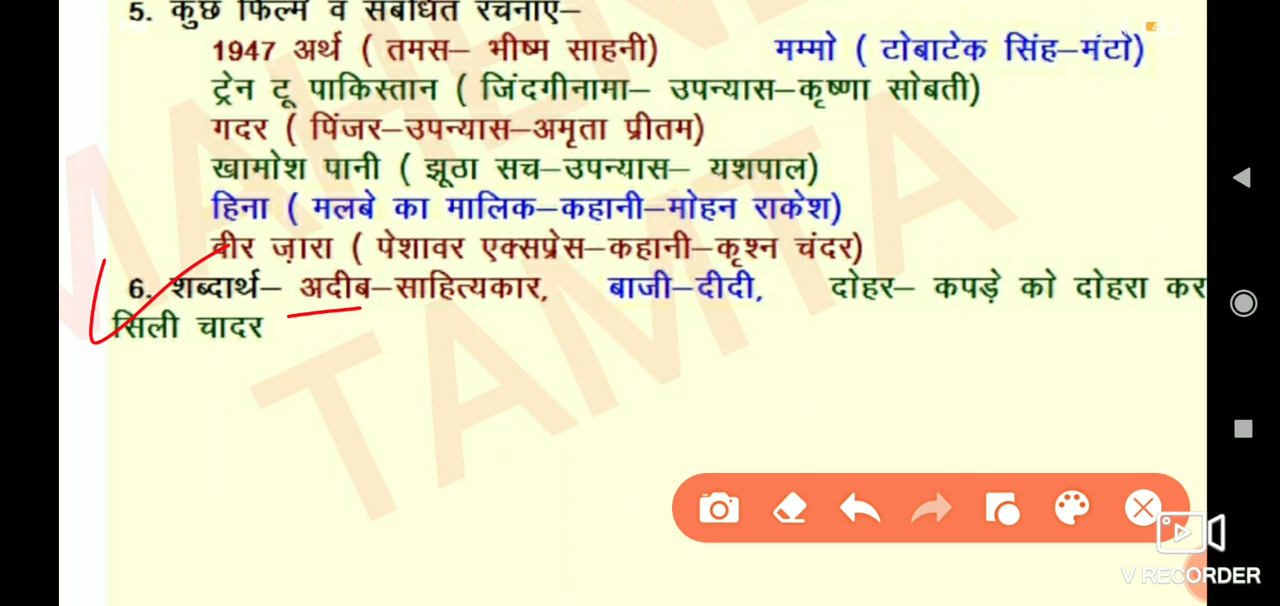 5. कुछ फिल्म व संबंधित रचनाएं–
1947 अर्थ ( तमस– भीष्म साहनी) मम्मो ( टोबाटेक सिंह–मंटो)
ट्रेन टू पाकिस्तान ( जिंदगीनामा– उपन्यास–कृष्णा सोबती)
गदर ( पिंजर–उपन्यास–अमृता प्रीतम)
खामोश पानी ( झूठा सच–उपन्यास– यशपाल)
हिना ( मलबे का मालिक–कहानी–मोहन राकेश)
वीर ज़ारा ( पेशावर एक्सप्रेस–कहानी–कृश्न चंदर)
6. शब्दार्थ– अदीब–साहित्यकार, बाजी–दीदी, दोहर– कपड़े को दोहरा कर
सिली चादर
TAMTA
V RECORDER